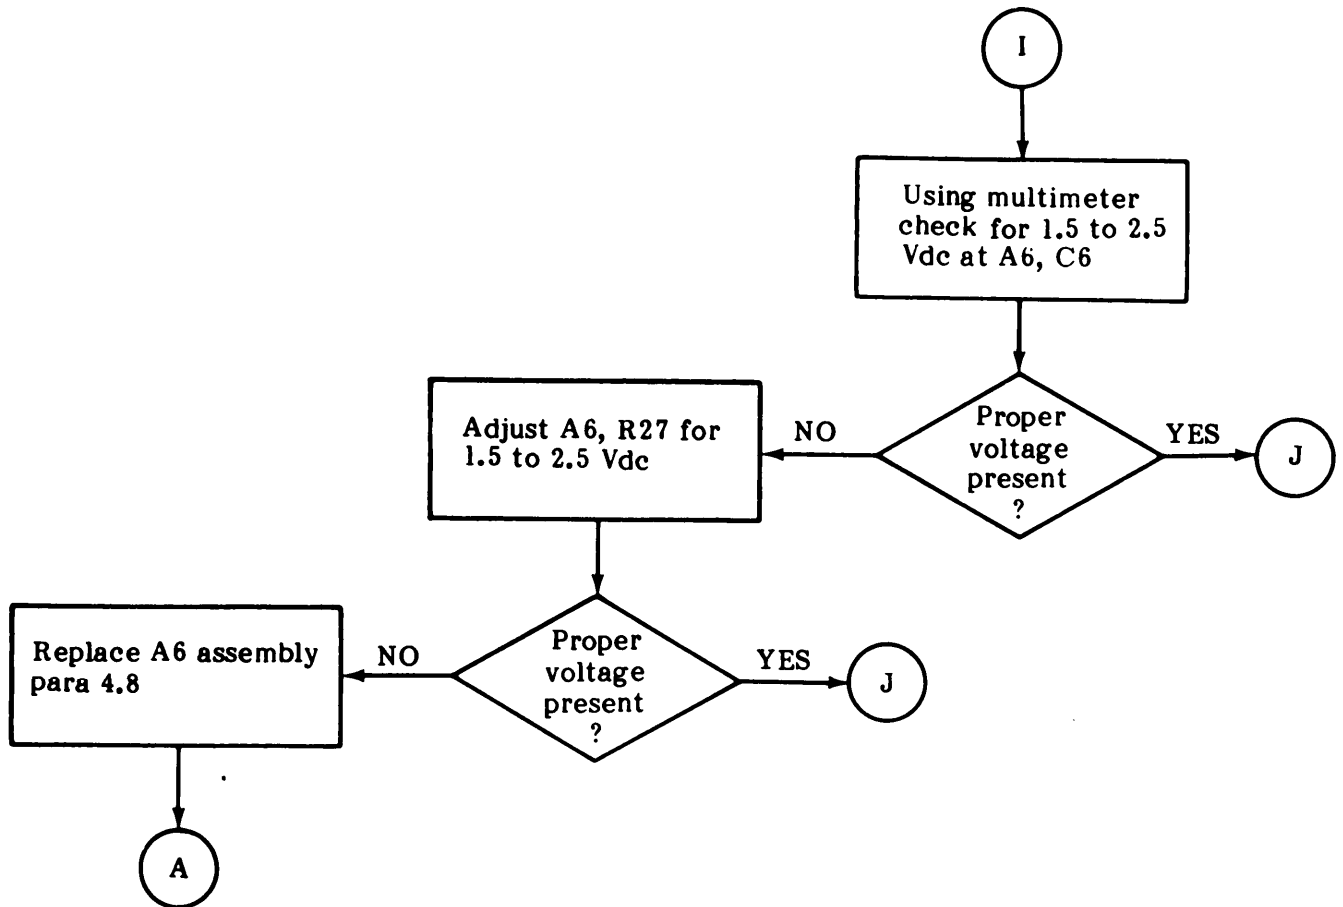 I
Using multimeter
check for 1.5 to 2.5
Vdc at A6, C6
Proper
voltage
present
?
NO
YES
J
Adjust A6, R27 for
1.5 to 2.5 Vdc
Proper
voltage
present
?
NO
YES
J
Replace A6 assembly
para 4.8
A